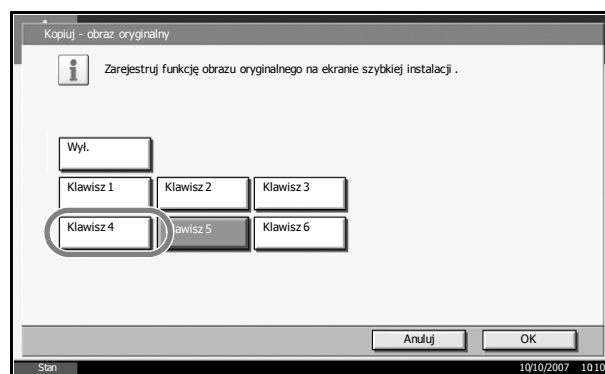 Kopiuj - obraz oryginalny
Zarejestruj funkcję obrazu oryginalnego na ekranie szybkiej instalacji .
Wył.
Klawisz 1 Klawisz 2 Klawisz 3
Klawisz 4 lawisz 5 Klawisz 6
Anuluj OK
Stan 10/10/2007 10:10